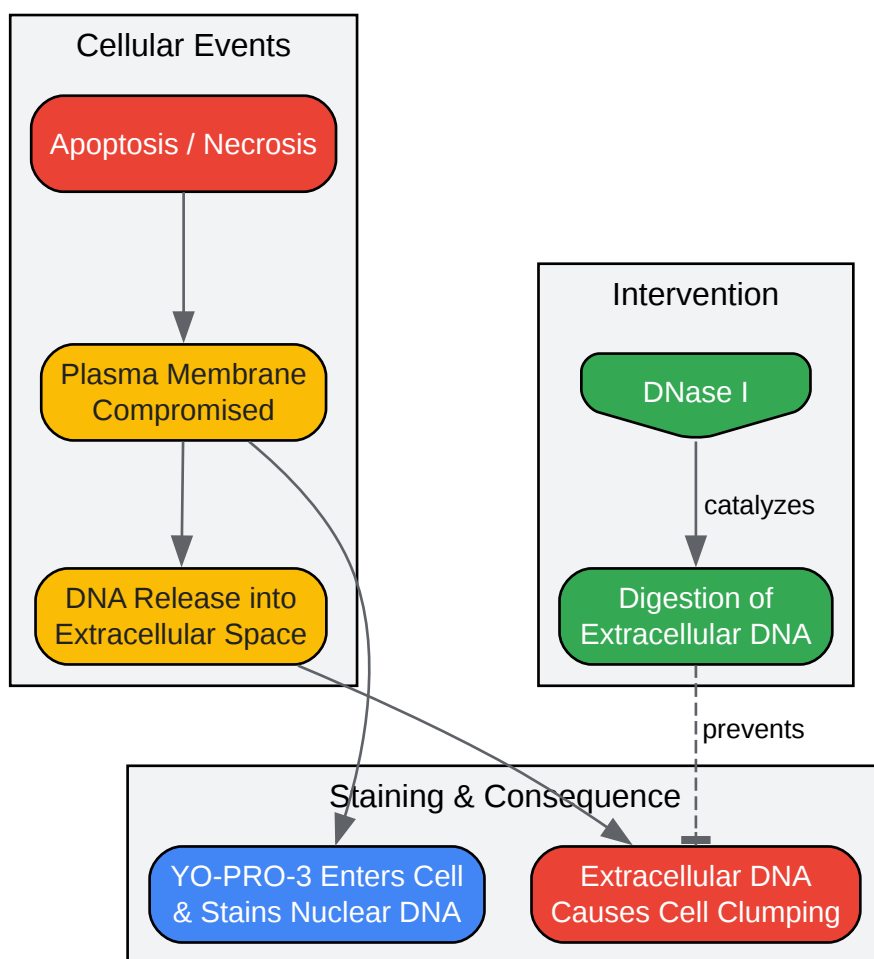 Cellular Events
Apoptosis / Necrosis
Plasma Membrane
Compromised
DNA Release into
Extracellular Space
Intervention
DNase I
catalyzes
Digestion of
Extracellular DNA
prevents
Staining & Consequence
YO-PRO-3 Enters Cell
& Stains Nuclear DNA
Extracellular DNA
Causes Cell Clumping